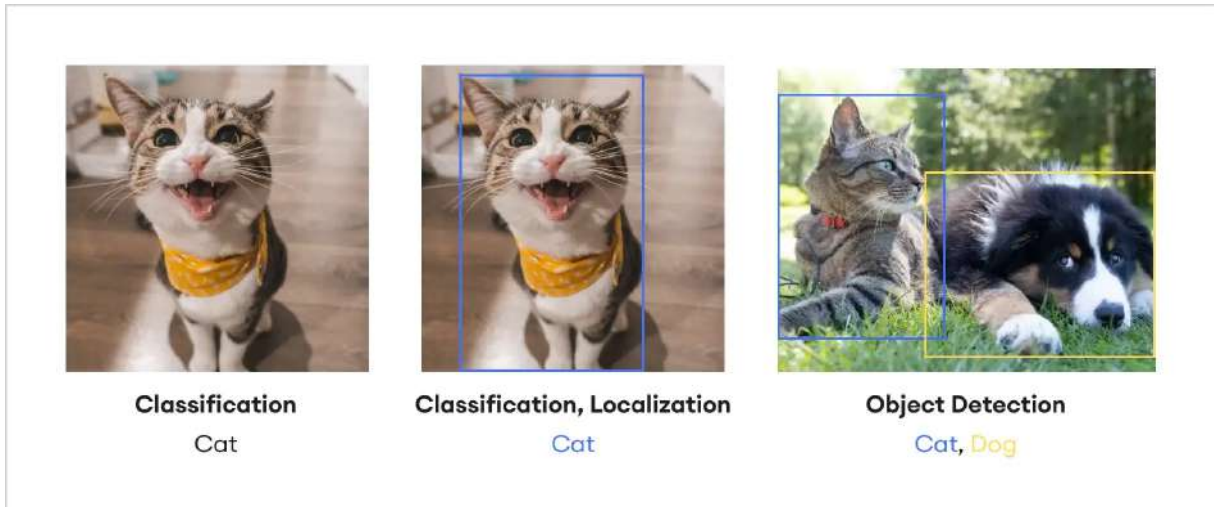 Classification
Cat
Classification, Localization
Cat
Object Detection
Cat, Dog